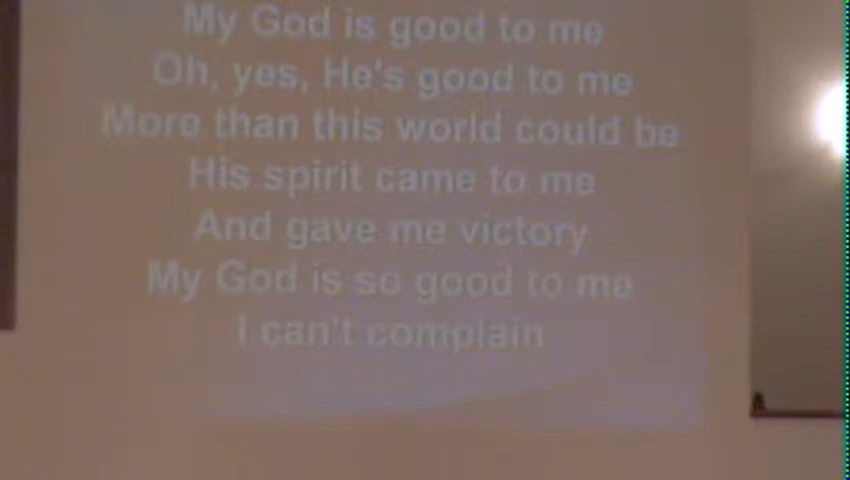 My God is good to me
Oh, yes, He's good to me
More than this world could be
His spirit came to me
And gave me victory
My God is so good to me
I can't complain